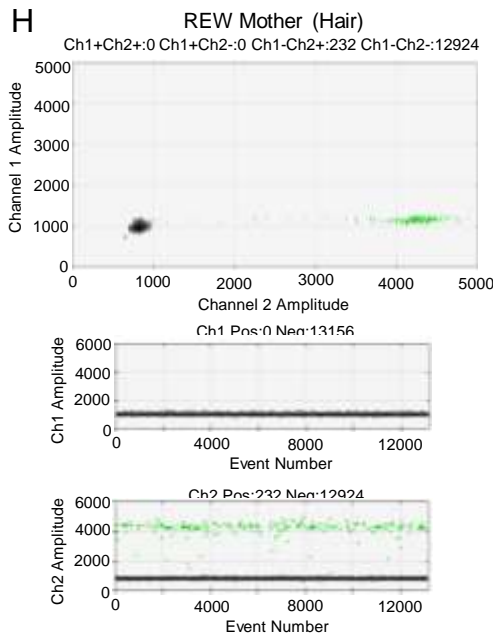 H
REW Mother (Hair)
Ch1+Ch2+:0 Ch1+Ch2-:0 Ch1-Ch2+:232 Ch1-Ch2-:12924
Channel 1 Amplitude
5000
4000
3000
2000
1000
0
0 1000 2000 3000 4000 5000
Channel 2 Amplitude
Ch1 Pos:0 Neg:13156
Ch1 Amplitude
6000
4000
2000
0
0 4000 8000 12000
Event Number
Ch2 Pos:232 Neg:12924
Ch2 Amplitude
6000
4000
2000
0
0 4000 8000 12000
Event Number